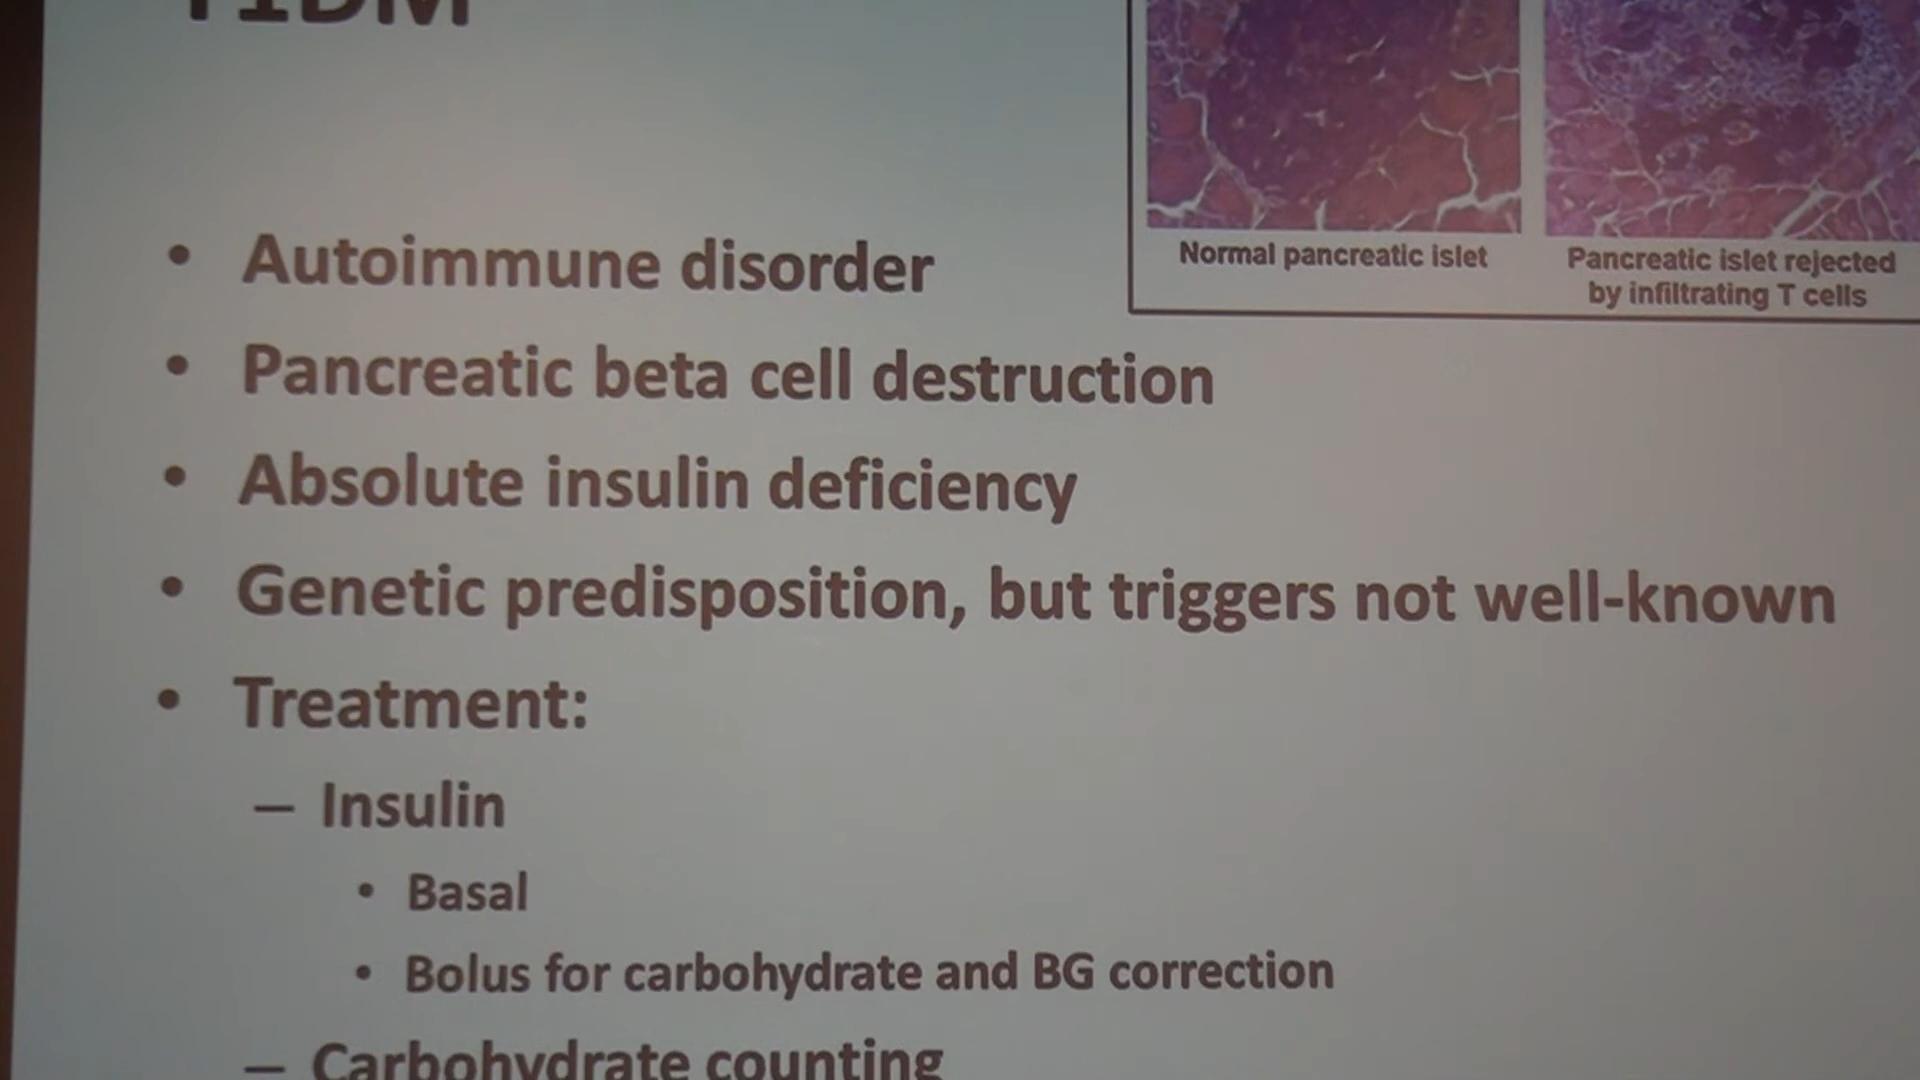 T1DM
Normal pancreatic islet
Pancreatic islet rejected
by infiltrating T cells
• Autoimmune disorder
• Pancreatic beta cell destruction
• Absolute insulin deficiency
• Genetic predisposition, but triggers not well-known
• Treatment:
– Insulin
• Basal
• Bolus for carbohydrate and BG correction
– Carbohydrate counting